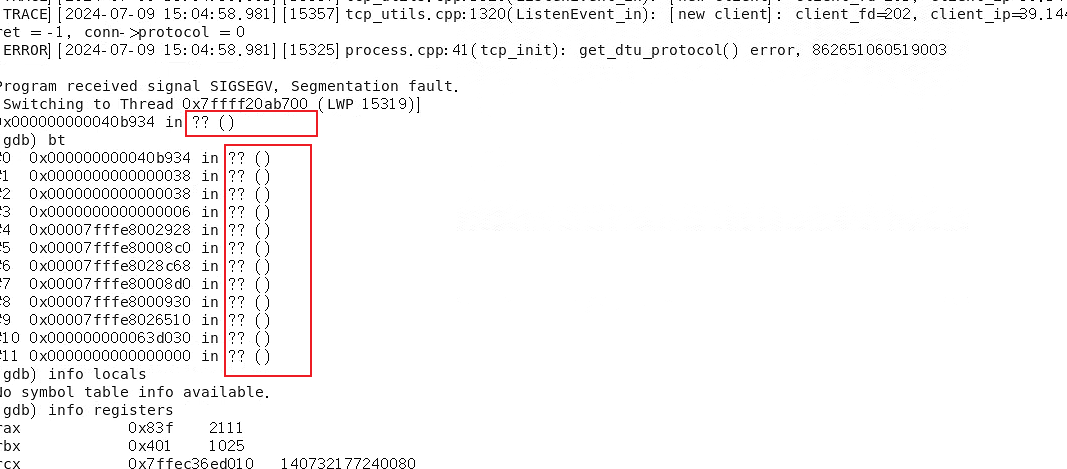 TRACE][2024-07-09 15:04:58.981][15357] tcp_utils.cpp:1320(ListenEvent_in): [new client]: client_fd=202, client_ip=39.144
ret = -1, conn->protocol = 0
ERROR][2024-07-09 15:04:58.981][15325] process.cpp:41(tcp_init): get_dtu_protocol() error, 862651060519003
Program received signal SIGSEGV, Segmentation fault.
Switching to Thread 0x7ffff20ab700 (LWP 15319)]
0x000000000040b934 in ?? ()
gdb) bt
#0 0x000000000040b934 in ?? ()
#1 0x0000000000000038 in ?? ()
#2 0x0000000000000038 in ?? ()
#3 0x0000000000000006 in ?? ()
#4 0x00007fffe8002928 in ?? ()
#5 0x00007fffe80008c0 in ?? ()
#6 0x00007fffe8028c68 in ?? ()
#7 0x00007fffe80008d0 in ?? ()
#8 0x00007fffe8000930 in ?? ()
#9 0x00007fffe8026510 in ?? ()
#10 0x000000000063d030 in ?? ()
#11 0x0000000000000000 in ?? ()
gdb) info locals
No symbol table info available.
gdb) info registers
rax 0x83f 2111
rbx 0x401 1025
rcx 0x7ffec36ed010 140732177240080